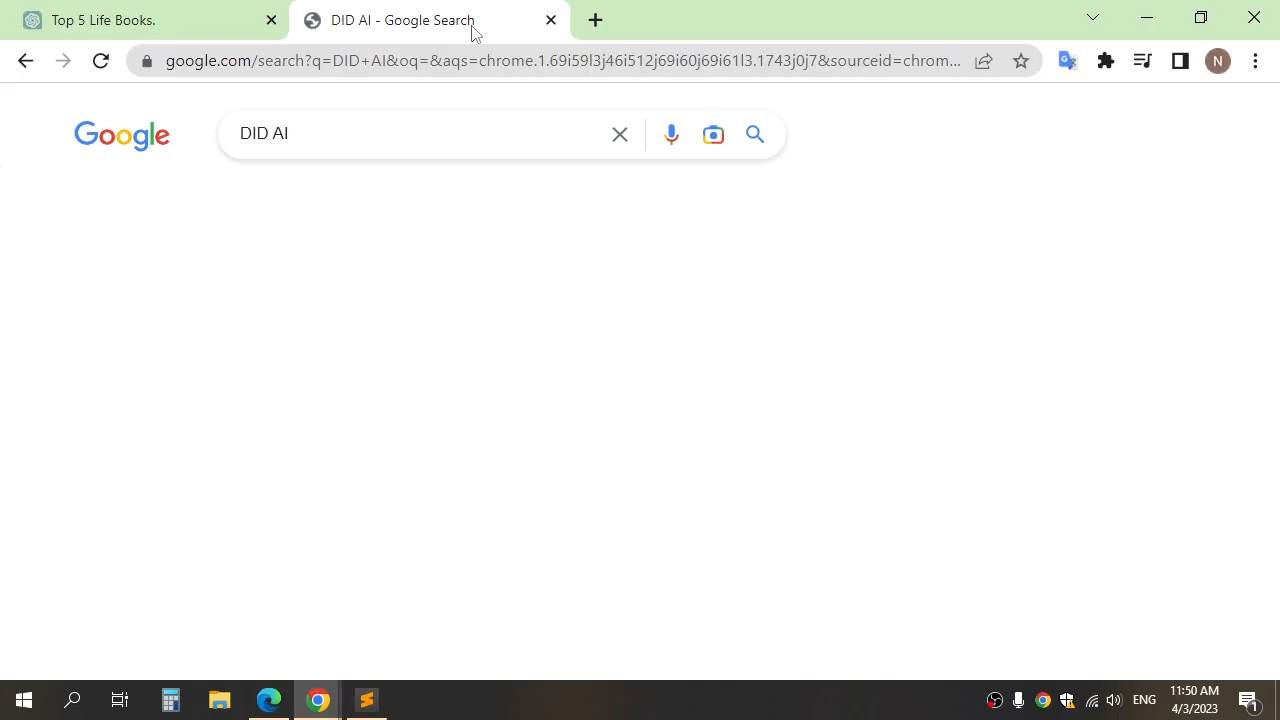 Top 5 Life Books.
DID AI - Google Search
google.com/search?q=DID+AI&oq=&aqs=chrome.1.69i59l3j46i512j69i60j69i61l3.1743j0j7&sourceid=chrom...
N
Google
DID AI
ENG
11:50 AM
4/3/2023
1